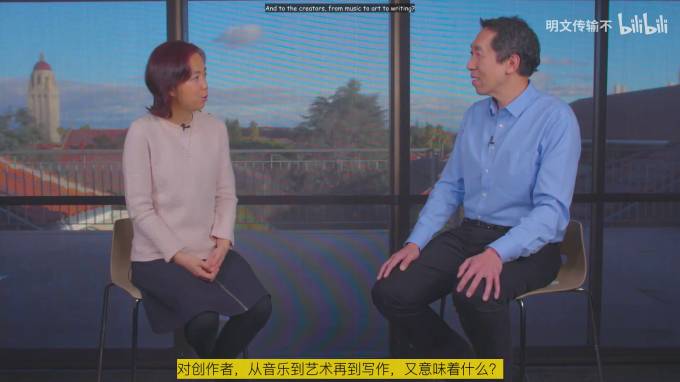 And to the creators, from music to art to writing?
明文传输不 bilibili
对创作者，从音乐到艺术再到写作，又意味着什么？